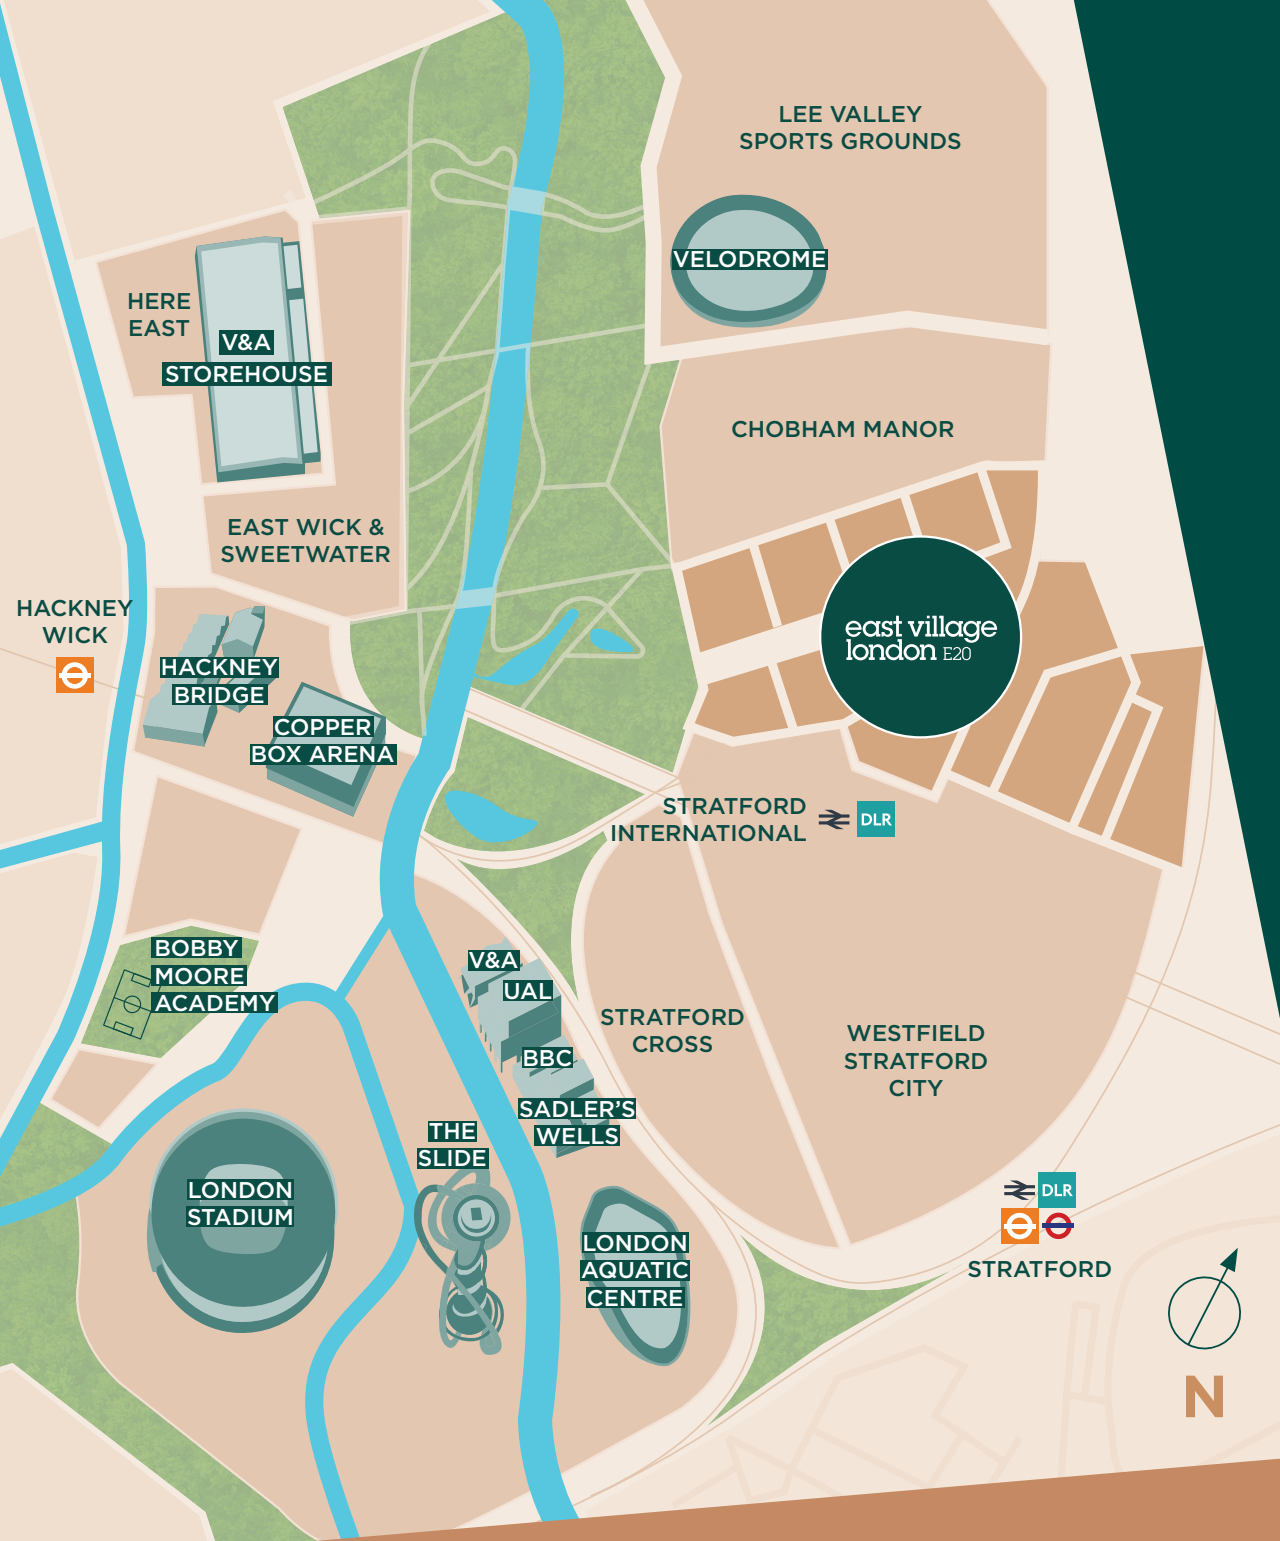 LEE VALLEY
SPORTS GROUNDS
VELODROME
HERE
EAST
V&A
STOREHOUSE
CHOBHAM MANOR
EAST WICK &
SWEETWATER
HACKNEY
WICK
east village
london E20
HACKNEY
BRIDGE
COPPER
BOX ARENA
STRATFORD
INTERNATIONAL
DLR
BOBBY
MOORE
ACADEMY
V&A
UAL
STRATFORD
CROSS
WESTFIELD
STRATFORD
CITY
BBC
SADLER'S
WELLS
THE
SLIDE
LONDON
STADIUM
DLR
LONDON
AQUATIC
CENTRE
STRATFORD
N